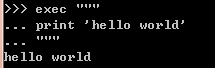 >>> exec """
... print 'hello world'
... """
hello world